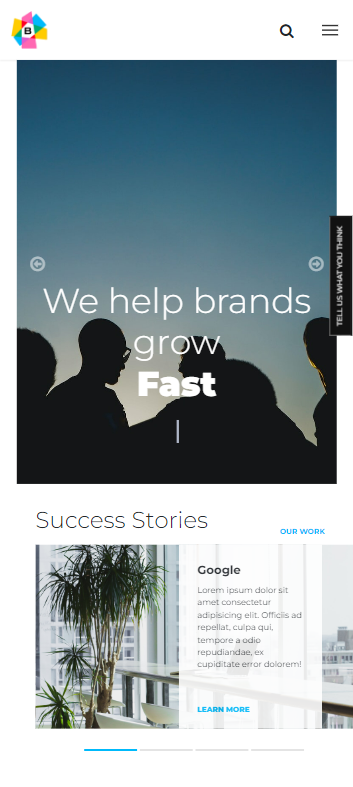 B
TELL US WHAT YOU THINK
We help brands
grow
Fast
Success Stories
OUR WORK
Google
Lorem ipsum dolor sit
amet consectetur
adipisicing elit. Officiis ad
repellat, culpa qui,
tempore a odio
repudiandae, ex
cupiditate error dolorem!
LEARN MORE